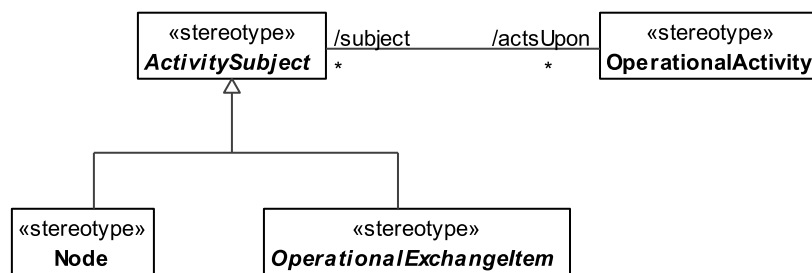 «stereotype»
ActivitySubject
/subject
/actsUpon
*
*
«stereotype»
OperationalActivity
«stereotype»
Node
«stereotype»
OperationalExchangeItem